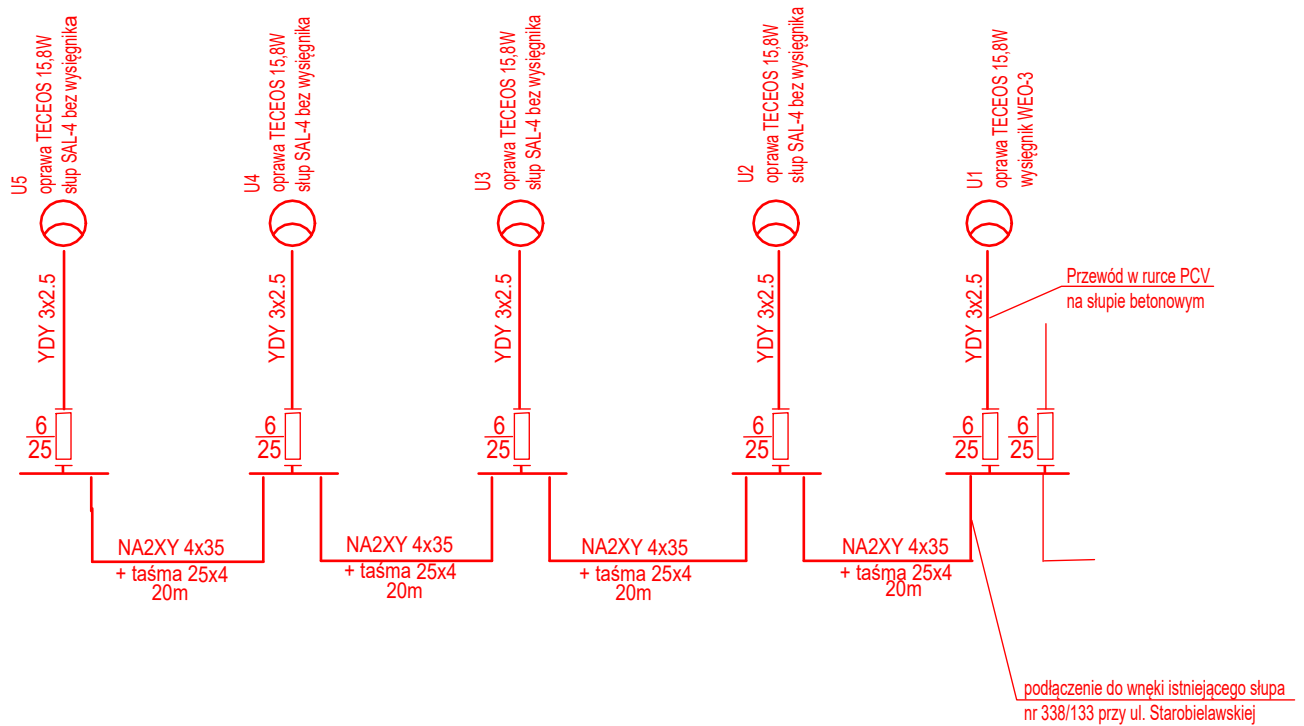 U5
oprawa TECEOS 15,8W
słup SAL-4 bez wysięgnika
U4
oprawa TECEOS 15,8W
słup SAL-4 bez wysięgnika
U3
oprawa TECEOS 15,8W
słup SAL-4 bez wysięgnika
U2
oprawa TECEOS 15,8W
słup SAL-4 bez wysięgnika
U1
oprawa TECEOS 15,8W
wysięgnik WEO-3
YDY 3x2.5
YDY 3x2.5
YDY 3x2.5
YDY 3x2.5
YDY 3x2.5
Przewód w rurce PCV
na słupie betonowym
6
25
6
25
6
25
6
25
6
25
6
25
NA2XY 4x35
+ taśma 25x4
20m
NA2XY 4x35
+ taśma 25x4
20m
NA2XY 4x35
+ taśma 25x4
20m
NA2XY 4x35
+ taśma 25x4
20m
podłączenie do wnęki istniejącego słupa
nr 338/133 przy ul. Starobielawskiej